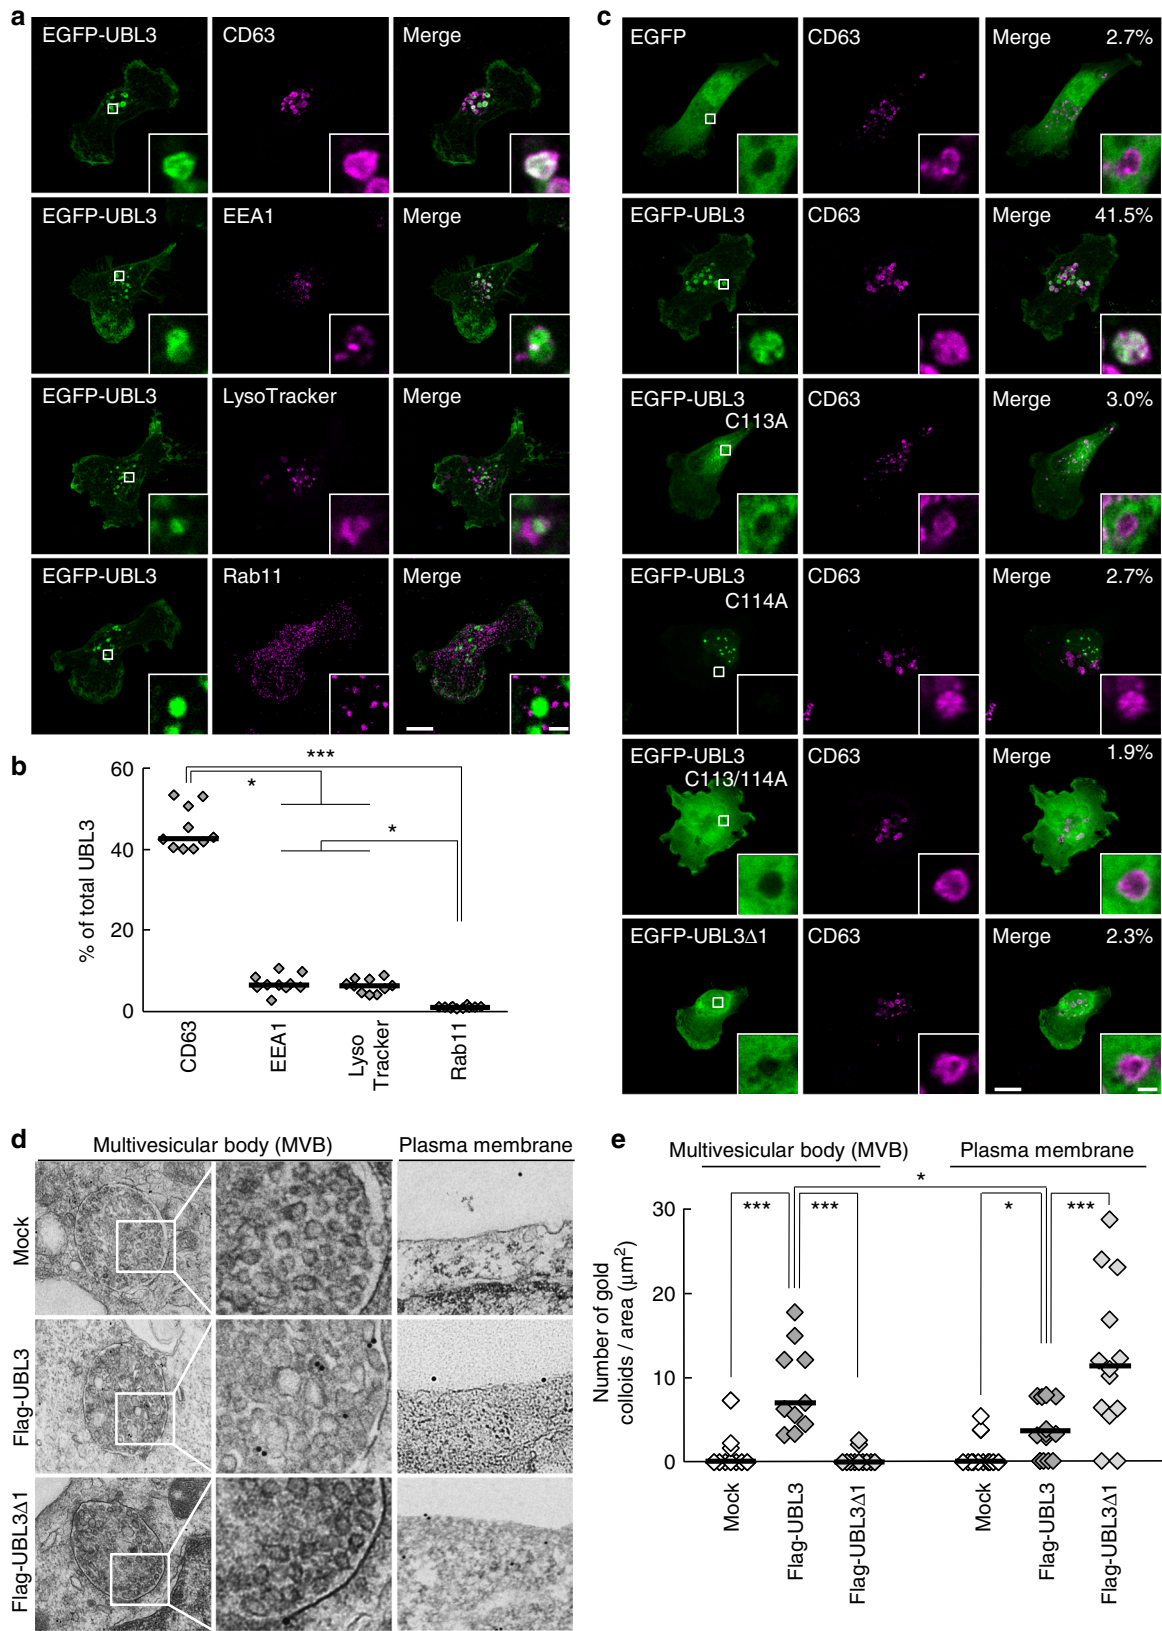 a
EGFP-UBL3 CD63 Merge
EGFP-UBL3 EEA1 Merge
EGFP-UBL3 LysoTracker Merge
EGFP-UBL3 Rab11 Merge
b
% of total UBL3
60
40
20
0
***
*
*
CD63
EEA1
Lyso
Tracker
Rab11
c
EGFP CD63 Merge 2.7%
EGFP-UBL3 CD63 Merge 41.5%
EGFP-UBL3 CD63 Merge 3.0%
C113A
EGFP-UBL3 CD63 Merge 2.7%
C114A
EGFP-UBL3 CD63 Merge 1.9%
C113/114A
EGFP-UBL3Δ1 CD63 Merge 2.3%
d
Multivesicular body (MVB) Plasma membrane
Mock
Flag-UBL3
Flag-UBL3Δ1
e
Multivesicular body (MVB) Plasma membrane
*
*** *** * ***
Number of gold
colloids / area (μm²)
30
20
10
0
Mock
Flag-UBL3
Flag-UBL3Δ1
Mock
Flag-UBL3
Flag-UBL3Δ1